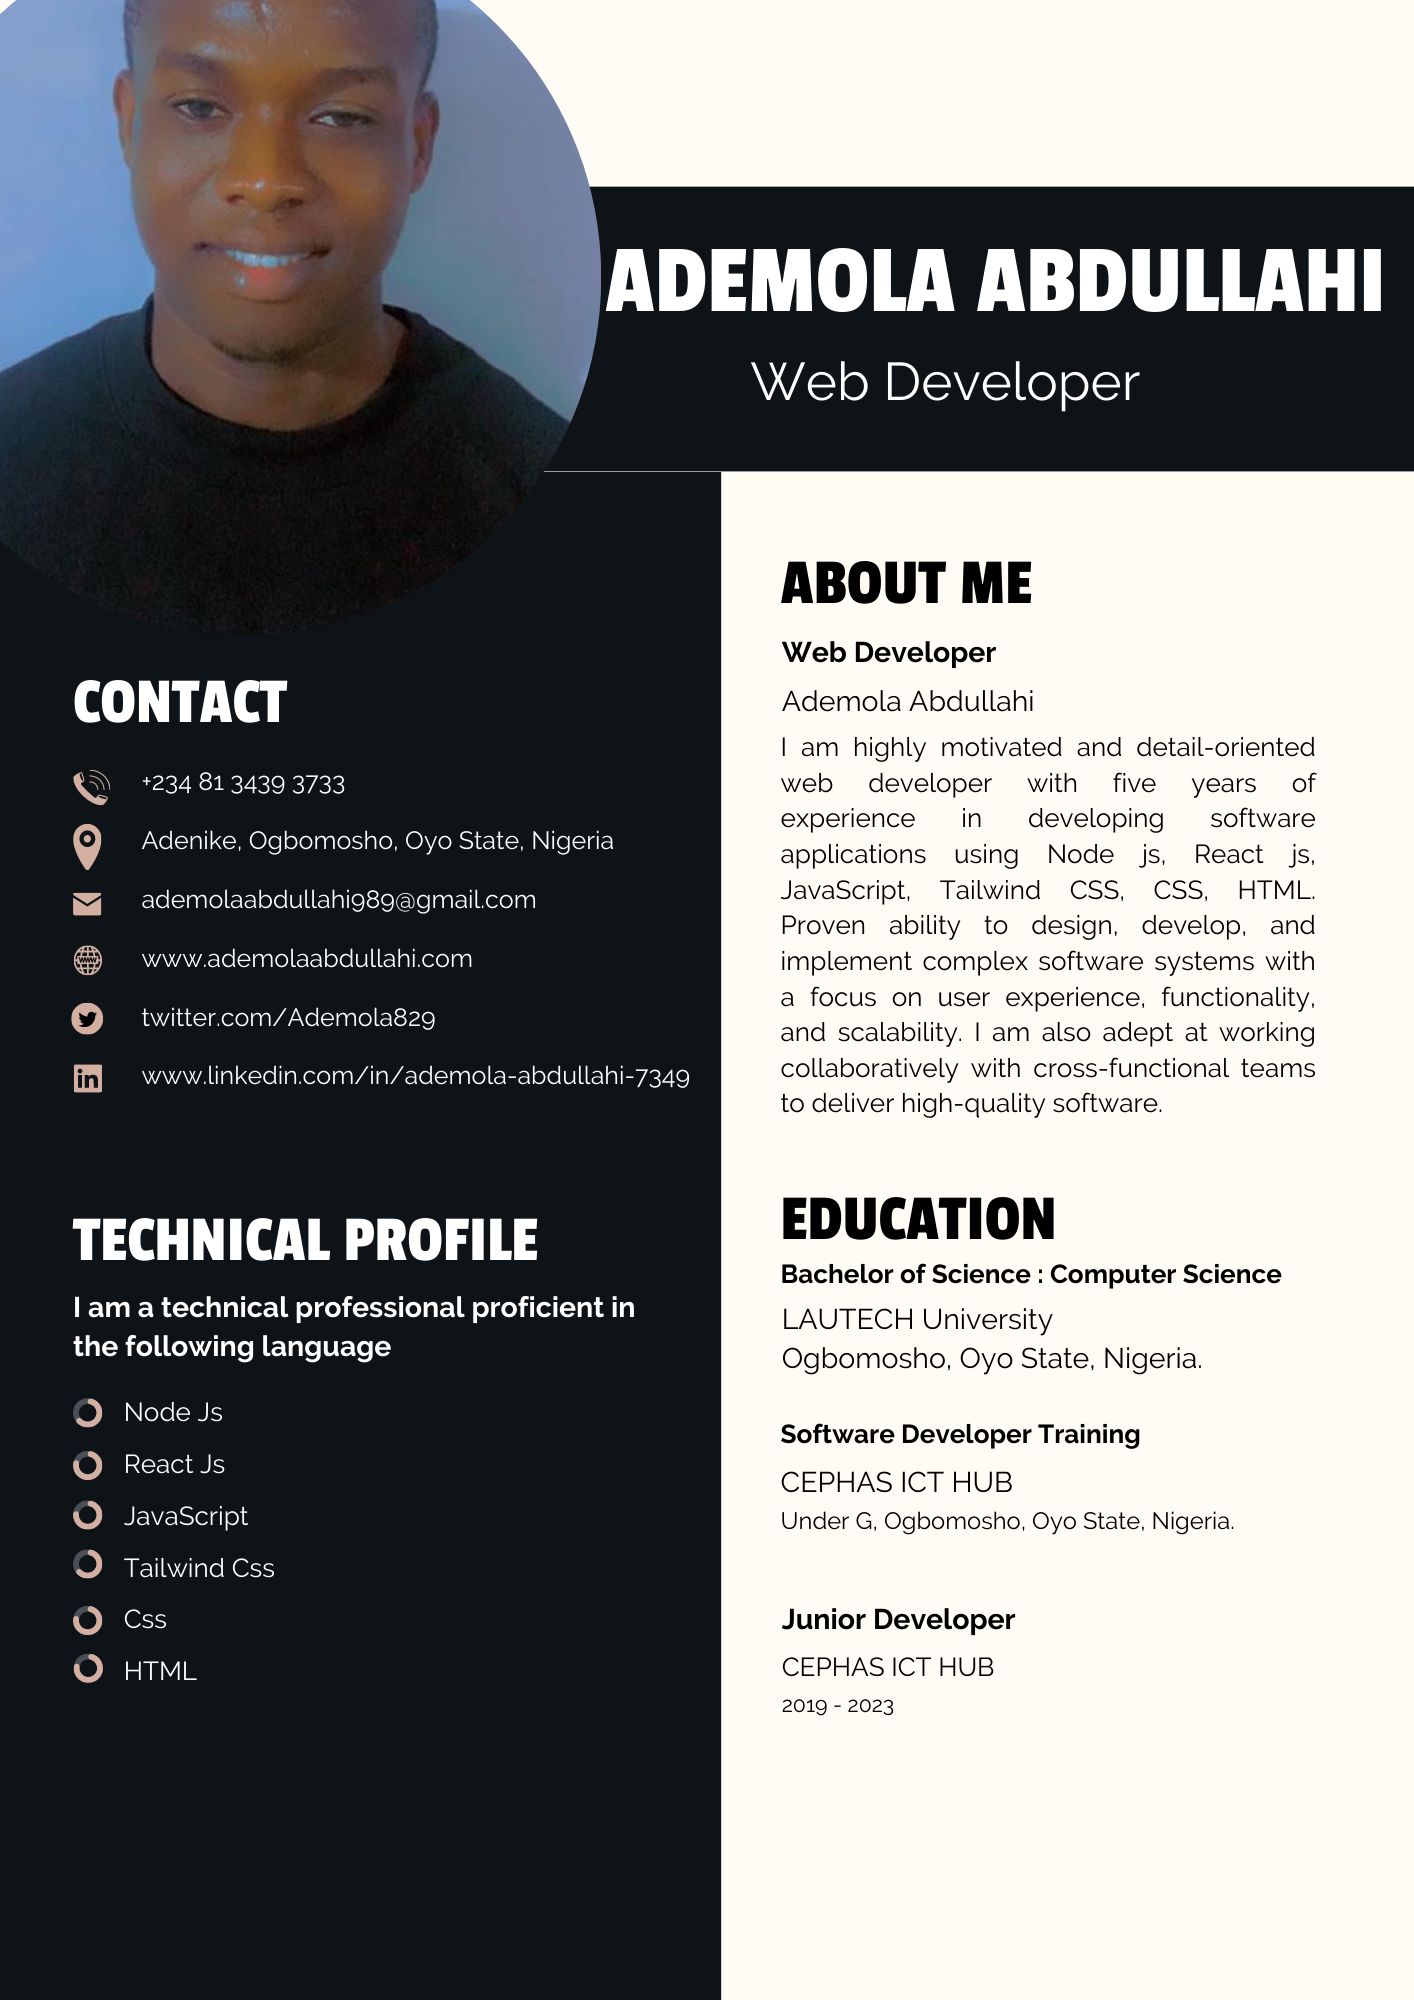 ADEMOLA ABDULLAHI
Web Developer
CONTACT
+234 81 3439 3733
Adenike, Ogbomosho, Oyo State, Nigeria
ademolaabdullahi989@gmail.com
www.ademolaabdullahi.com
twitter.com/Ademola829
www.linkedin.com/in/ademola-abdullahi-7349
TECHNICAL PROFILE
I am a technical professional proficient in
the following language
Node Js
React Js
JavaScript
Tailwind Css
Css
HTML
ABOUT ME
Web Developer
Ademola Abdullahi
I am highly motivated and detail-oriented
web developer with five years of
experience in developing software
applications using Node js, React js,
JavaScript, Tailwind CSS, CSS, HTML.
Proven ability to design, develop, and
implement complex software systems with
a focus on user experience, functionality,
and scalability. I am also adept at working
collaboratively with cross-functional teams
to deliver high-quality software.
EDUCATION
Bachelor of Science : Computer Science
LAUTECH University
Ogbomosho, Oyo State, Nigeria.
Software Developer Training
CEPHAS ICT HUB
Under G, Ogbomosho, Oyo State, Nigeria.
Junior Developer
CEPHAS ICT HUB
2019 - 2023